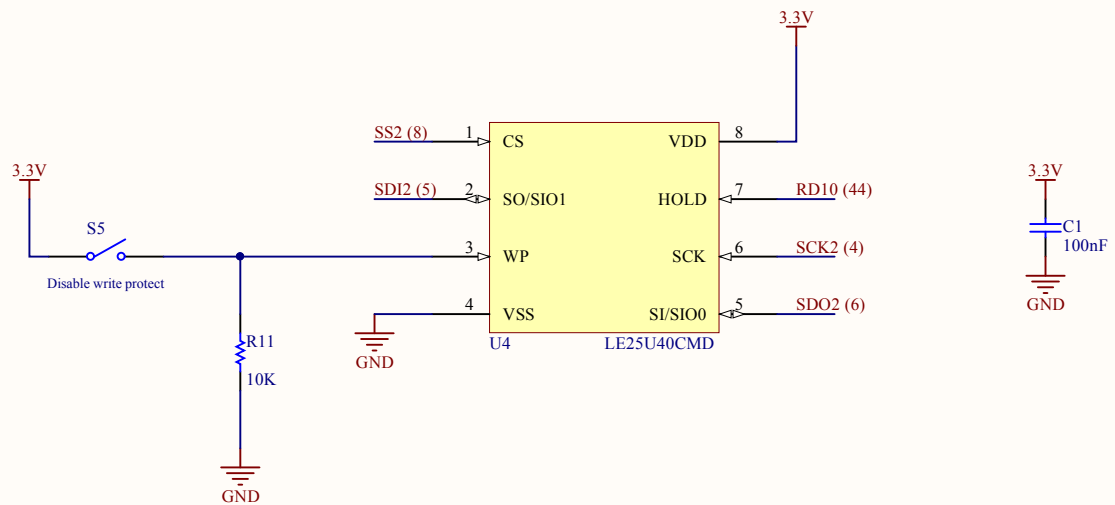 3.3V
SS2 (8)
1
CS
VDD
8
3.3V
SDI2 (5)
2
SO/SIO1
HOLD
7
RD10 (44)
3.3V
S5
Disable write protect
3
WP
SCK
6
SCK2 (4)
C1
100nF
GND
4
VSS
SI/SIO0
5
SDO2 (6)
GND
U4
LE25U40CMD
R11
10K
GND